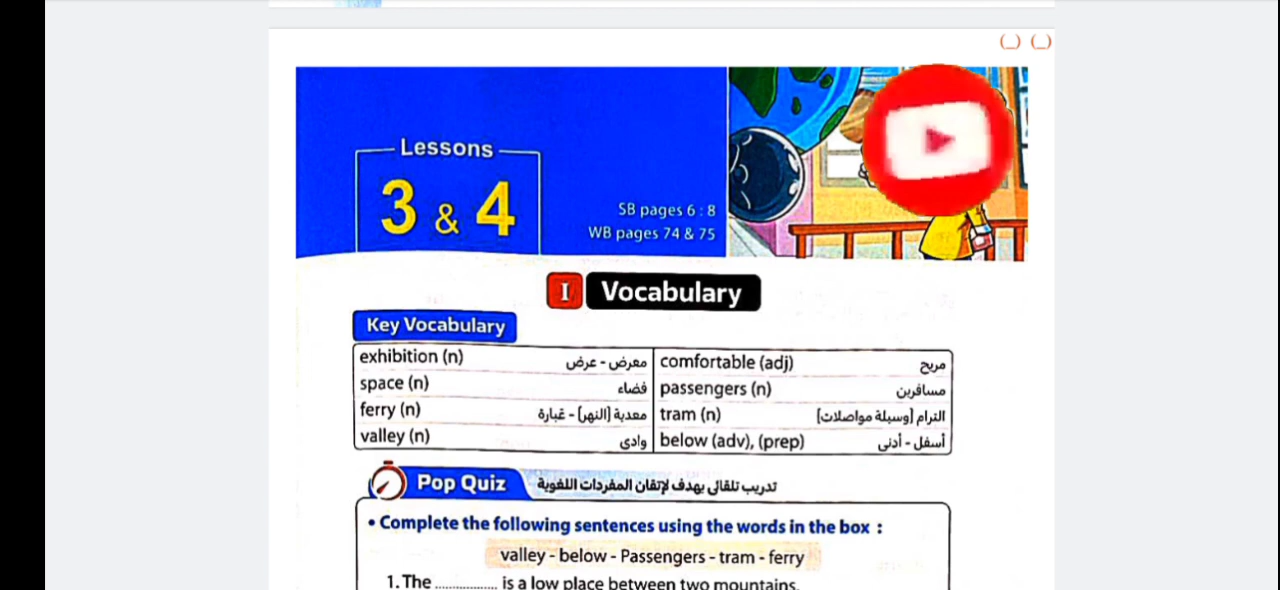 (_) (_)
Lessons
3 & 4
SB pages 6 : 8
WB pages 74 & 75
I Vocabulary
Key Vocabulary
exhibition (n) معرض - عرض comfortable (adj) مريح
space (n) فضاء passengers (n) مسافرين
ferry (n) معدية [النهر] - عَبارة tram (n) الترام [وسيلة مواصلات]
valley (n) وادى below (adv), (prep) أسفل - أدنى
Pop Quiz تدريب تلقائى بهدف لإتقان المفردات اللغوية
• Complete the following sentences using the words in the box :
valley - below - Passengers - tram - ferry
1. The ................ is a low place between two mountains.